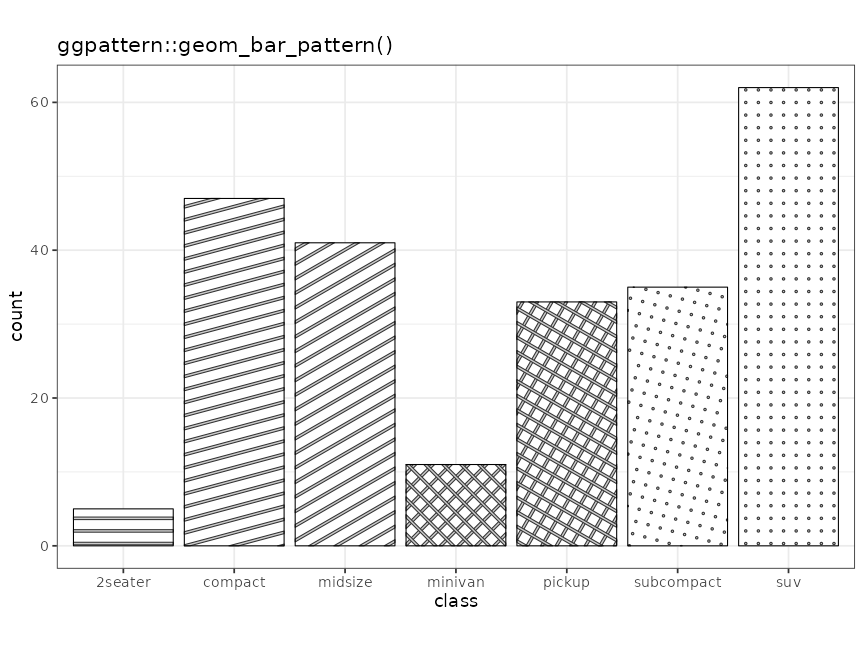 ggpattern::geom_bar_pattern()
60
40
20
0
count
2seater compact midsize minivan pickup subcompact suv
class